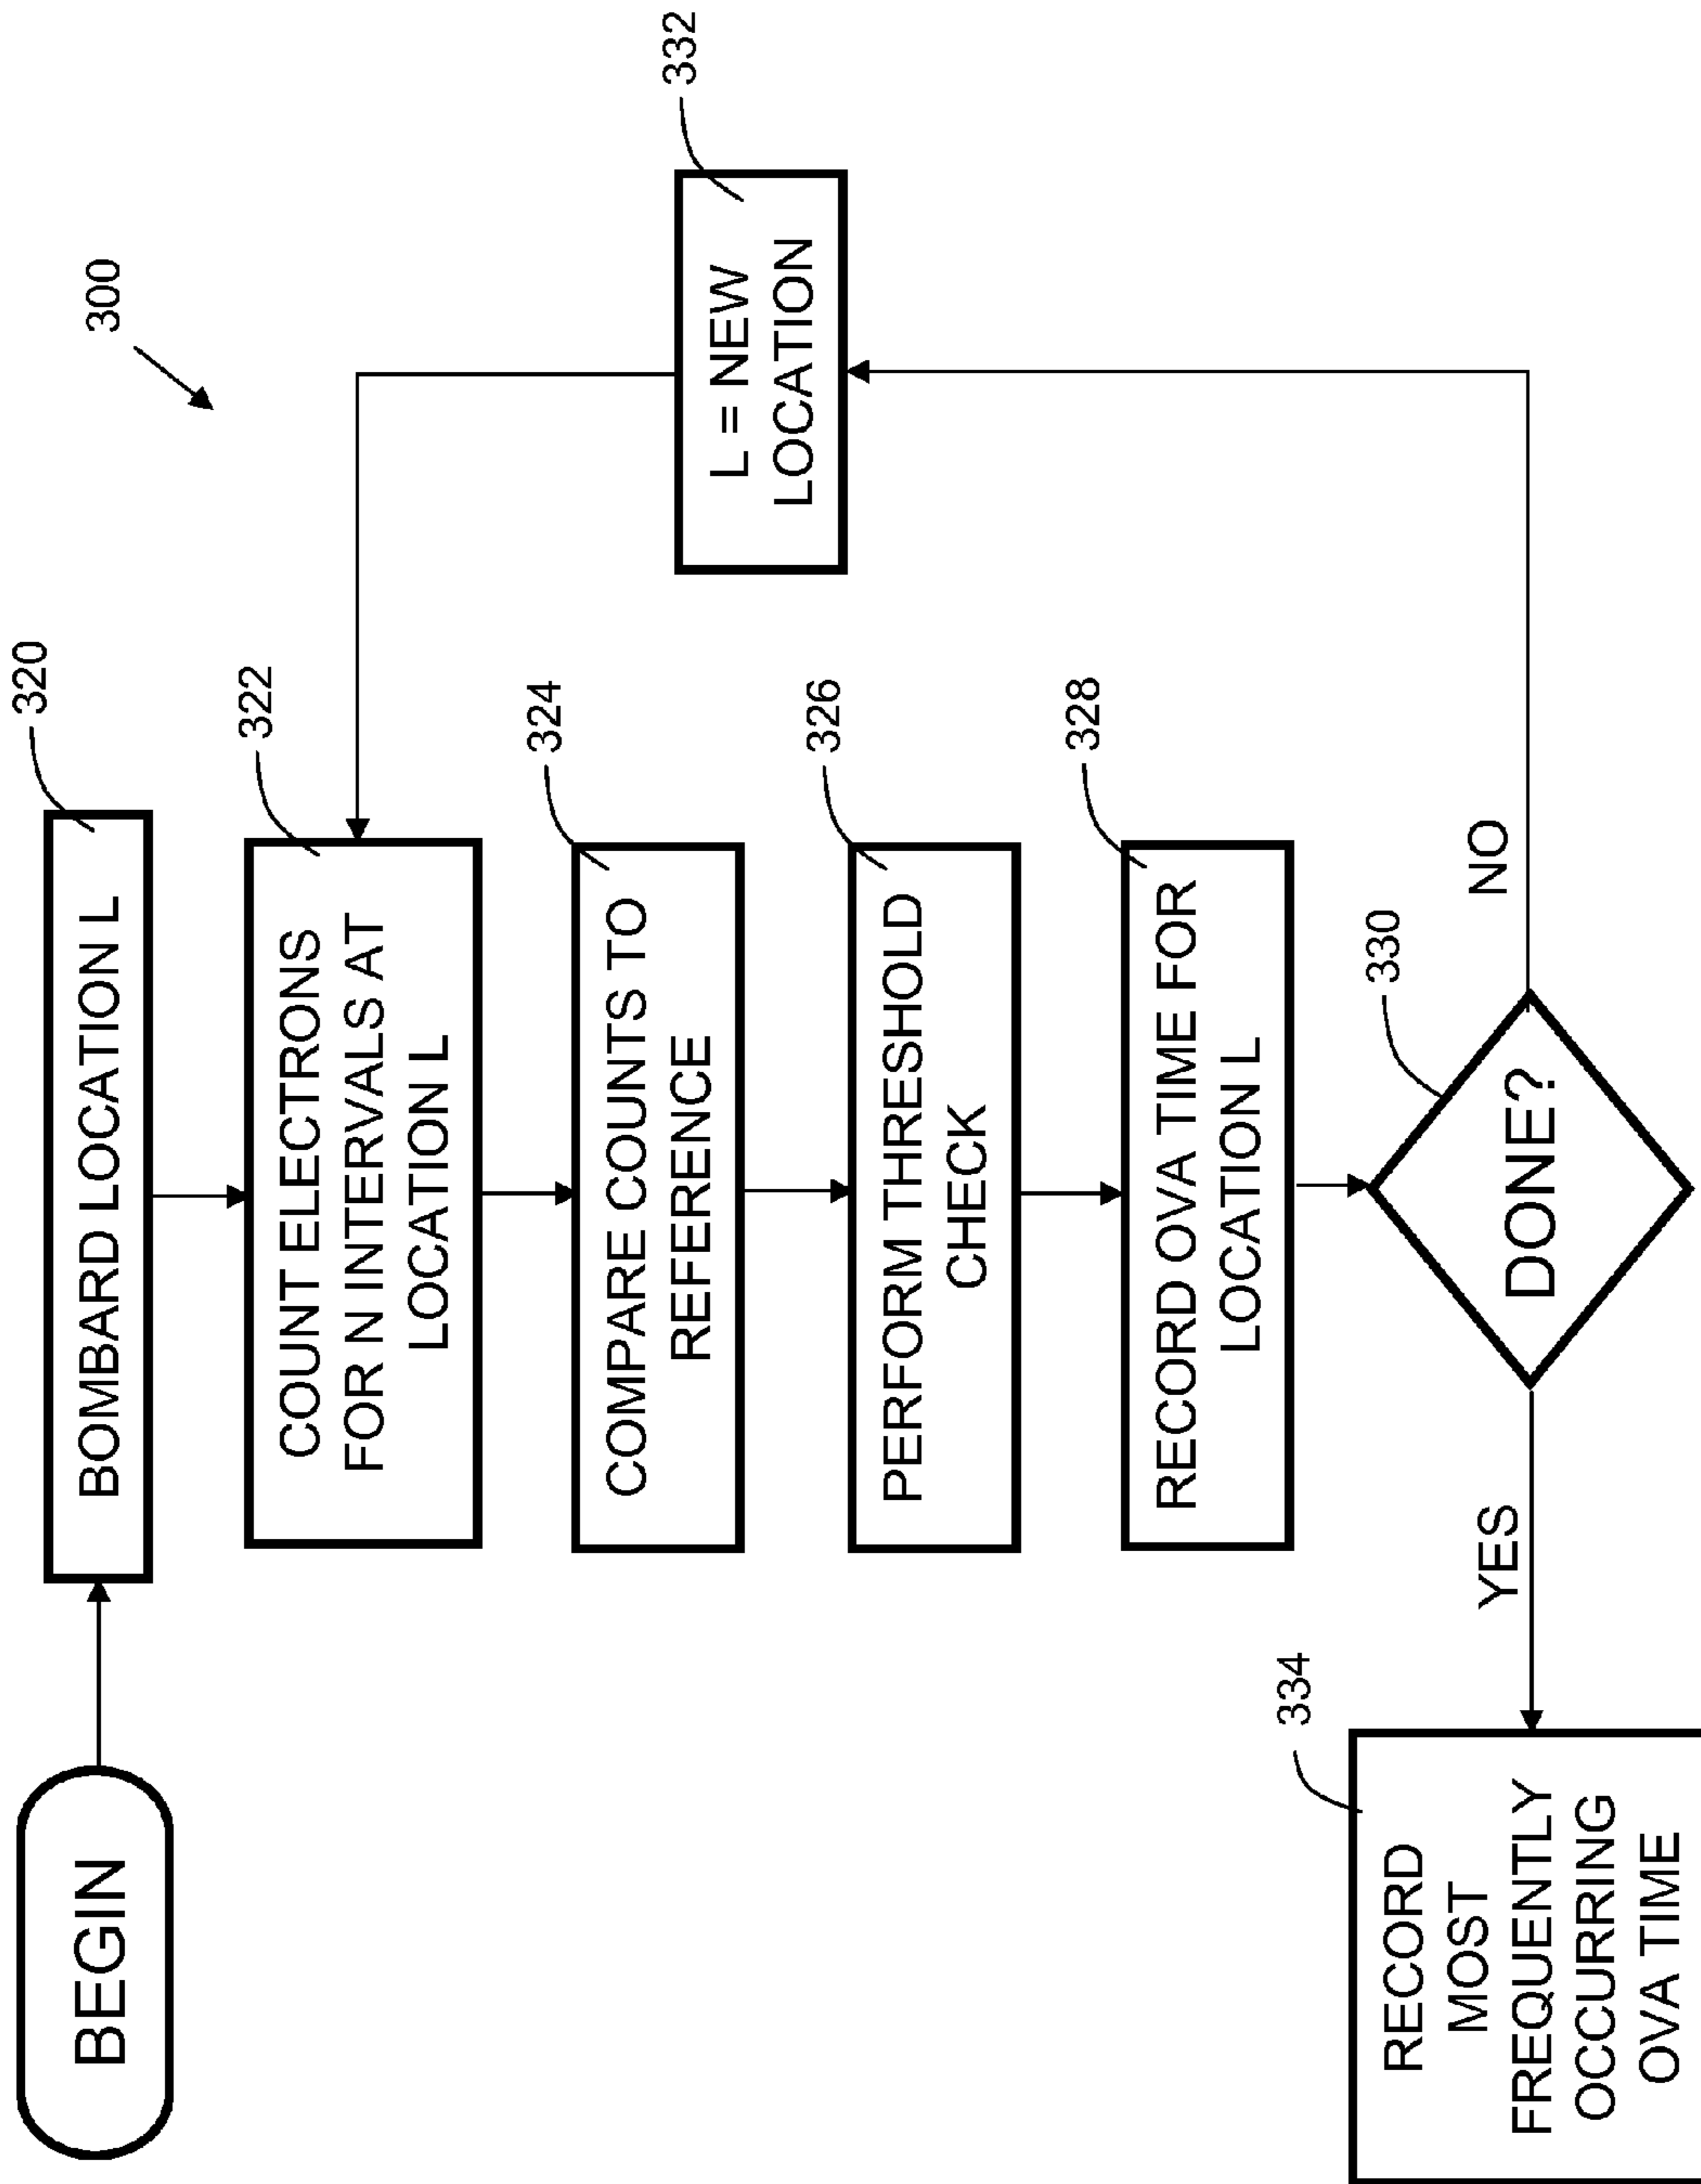 300
BEGIN
BOMBARD LOCATION L
320
COUNT ELECTRONS
FOR N INTERVALS AT
LOCATION L
322
COMPARE COUNTS TO
REFERENCE
324
PERFORM THRESHOLD
CHECK
326
RECORD OVA TIME FOR
LOCATION L
328
DONE?
330
NO
L = NEW
LOCATION
332
YES
RECORD
MOST
FREQUENTLY
OCCURRING
OVA TIME
334